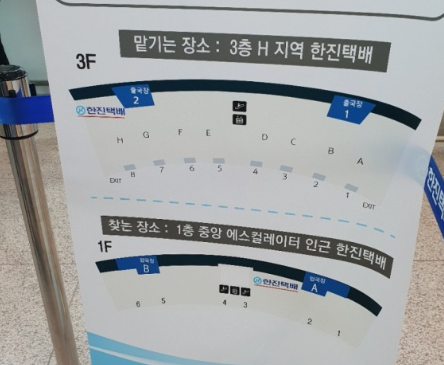 맡기는 장소 : 3층 H 지역 한진택배
3F
출국장
2
출국장
1
한진택배
H G F E D C B A
EXIT 8 7 6 5 4 3 2 1 EXIT
찾는 장소 : 1층 중앙 에스컬레이터 인근 한진택배
1F
입국장
B
입국장
A
한진택배
6 5 4 3 2 1
한진택